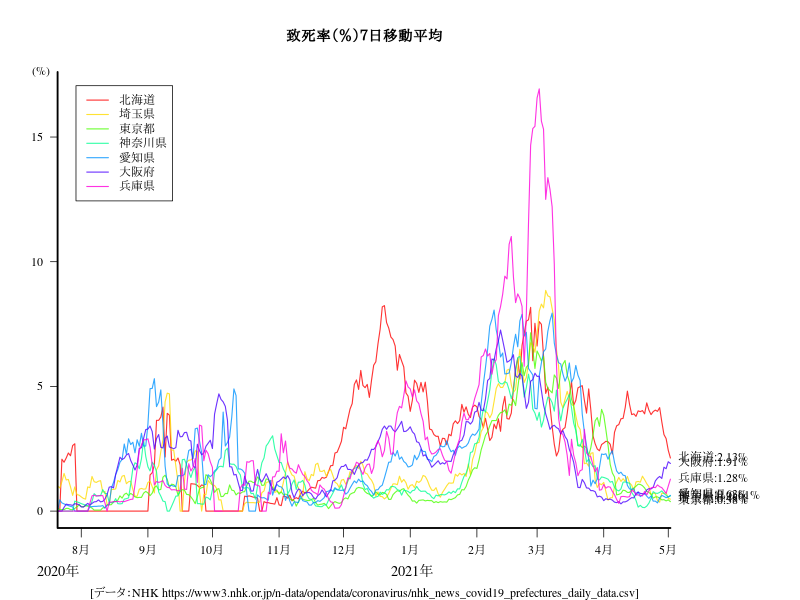 致死率(%)7日移動平均
(%)
15
10
5
0
北海道
埼玉県
東京都
神奈川県
愛知県
大阪府
兵庫県
北海道:2.13%
大阪府:1.91%
兵庫県:1.28%
8月 9月 10月 11月 12月 1月 2月 3月 4月 5月
2020年 2021年
[データ:NHK https://www3.nhk.or.jp/n-data/opendata/coronavirus/nhk_news_covid19_prefectures_daily_data.csv]